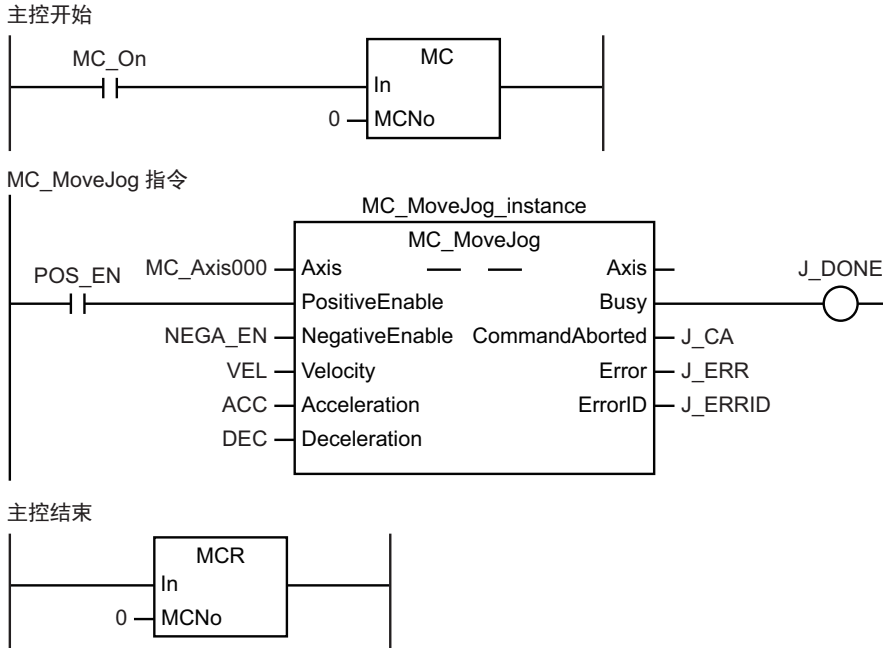 主控开始
MC_On
MC
In
0 MCNo
MC_MoveJog 指令
MC_MoveJog_instance
MC_MoveJog
MC_Axis000 Axis Axis
POS_EN PositiveEnable Busy J_DONE
NEGA_EN NegativeEnable CommandAborted J_CA
VEL Velocity Error J_ERR
ACC Acceleration ErrorID J_ERRID
DEC Deceleration
主控结束
MCR
In
0 MCNo